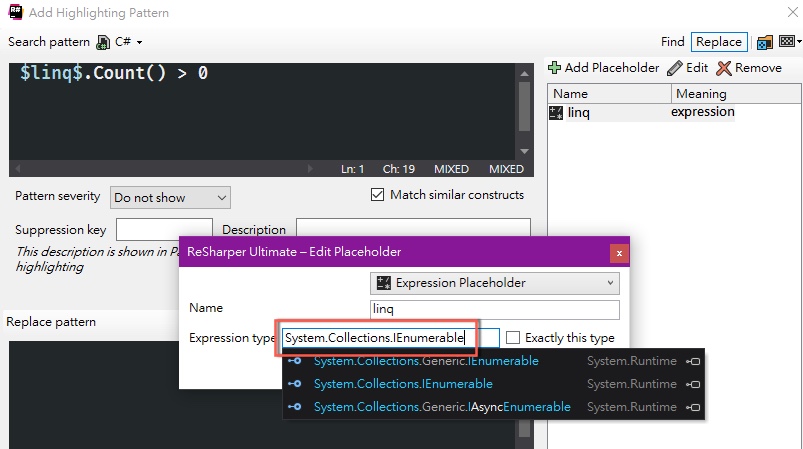 R#
Add Highlighting Pattern
Search pattern C#
Find Replace
$linq$.Count() > 0
Add Placeholder Edit Remove
Name Meaning
linq expression
Ln: 1 Ch: 19 MIXED MIXED
Pattern severity Do not show Match similar constructs
Suppression key Description
This description is shown in Pa
highlighting
ReSharper Ultimate – Edit Placeholder
x
Expression Placeholder
Name linq
Replace pattern
Expression type System.Collections.IEnumerable Exactly this type
System.Collections.Generic.IEnumerable System.Runtime
System.Collections.IEnumerable System.Runtime
System.Collections.Generic.IAsyncEnumerable System.Runtime